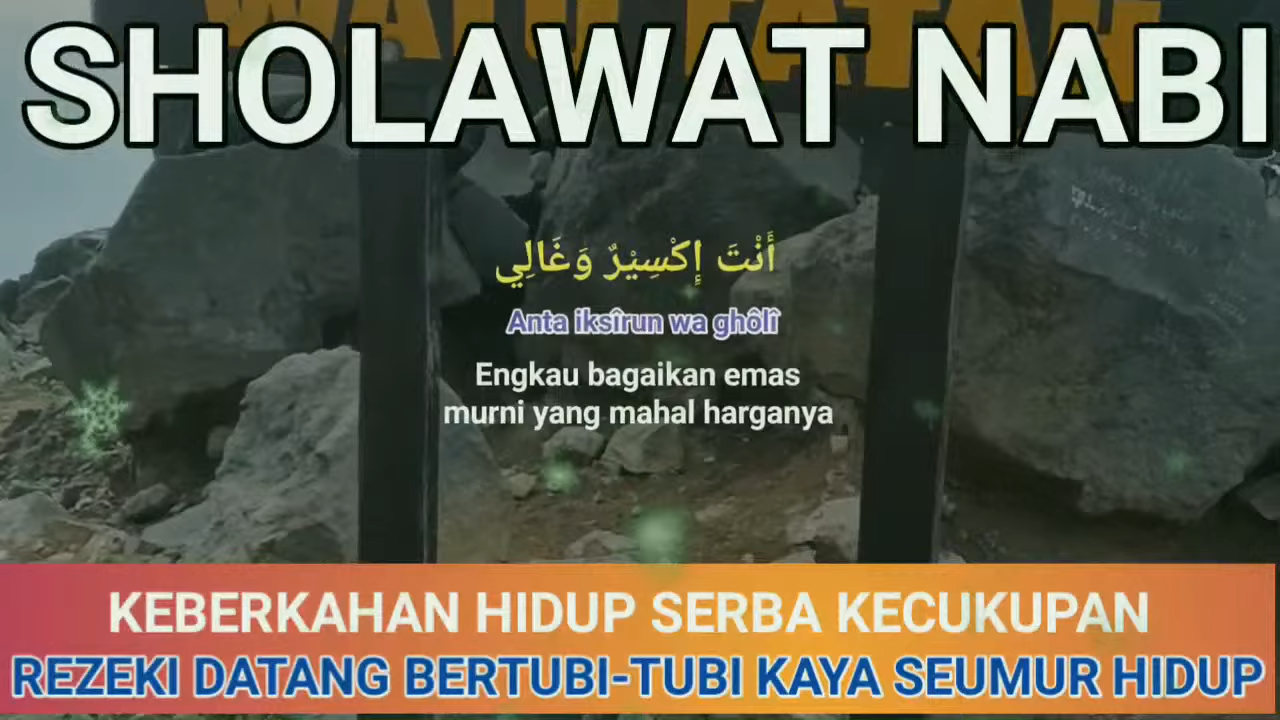 SHOLAWAT NABI
أَنْتَ إِكْسِيْرٌ وَغَالِي
Anta iksîrun wa ghôlî
Engkau bagaikan emas
murni yang mahal harganya
KEBERKAHAN HIDUP SERBA KECUKUPAN
REZEKI DATANG BERTUBI-TUBI KAYA SEUMUR HIDUP